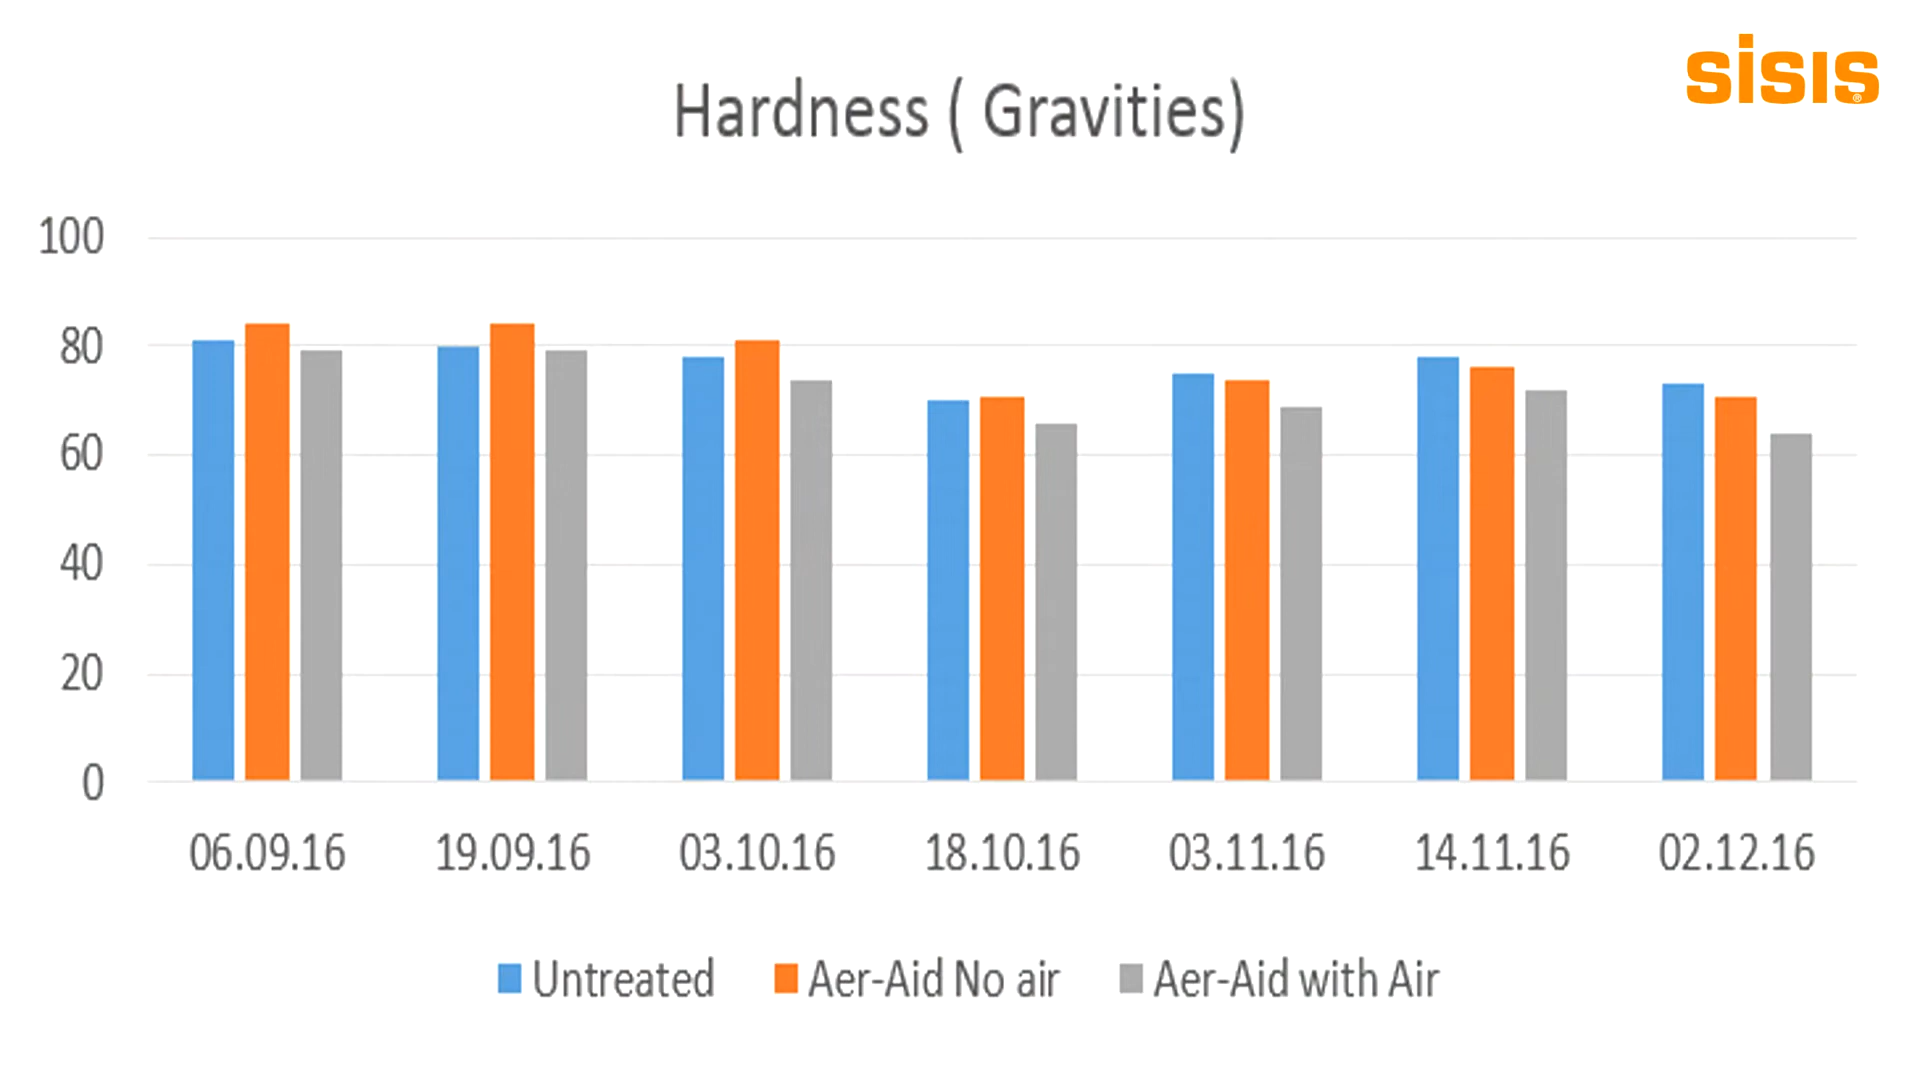 sisis®
Hardness ( Gravities)
100
80
60
40
20
0
06.09.16 19.09.16 03.10.16 18.10.16 03.11.16 14.11.16 02.12.16
Untreated Aer-Aid No air Aer-Aid with Air